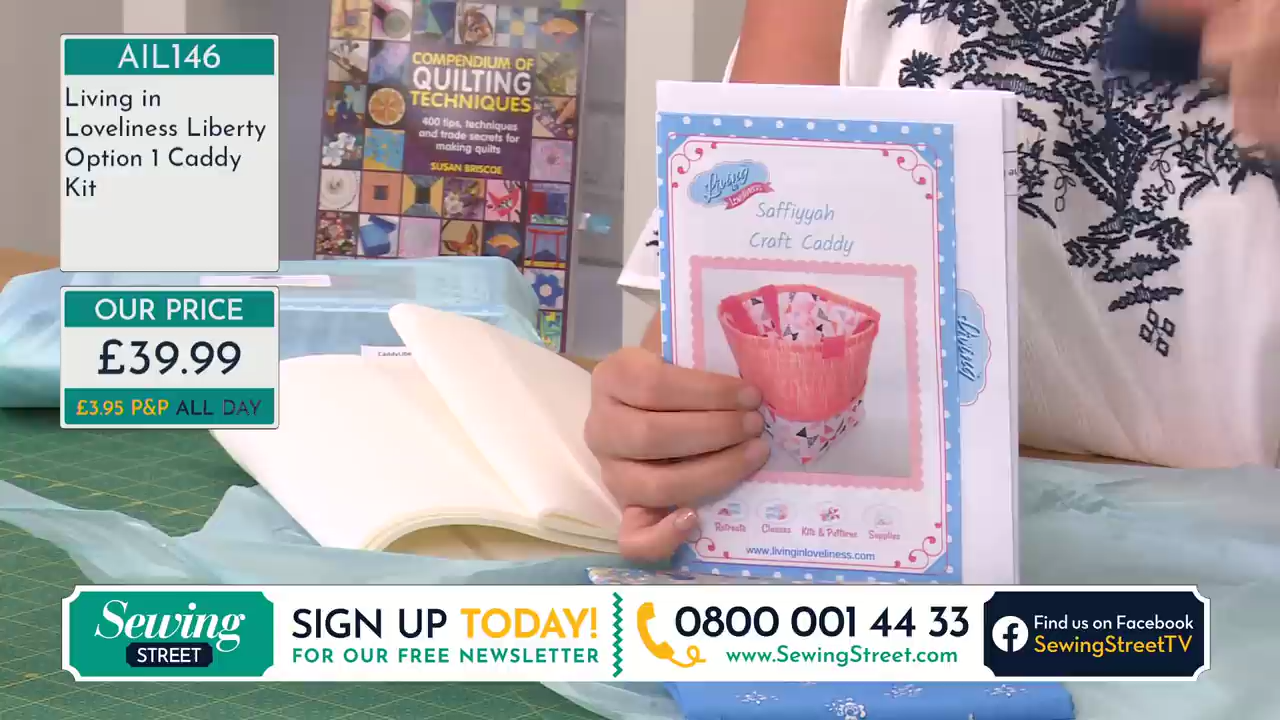 AIL146
Living in
Loveliness Liberty
Option 1 Caddy
Kit
OUR PRICE
£39.99
£3.95 P&P ALL DAY
COMPENDIUM OF
QUILTING
TECHNIQUES
400 tips, techniques
and trade secrets for
making quilts
SUSAN BRISCOE
Living
Loveliness
Saffiyyah
Craft Caddy
Retreats
Classes
Kits & Patterns
Supplies
www.livinginloveliness.com
Living
Sewing
STREET
SIGN UP TODAY!
FOR OUR FREE NEWSLETTER
0800 001 44 33
www.SewingStreet.com
Find us on Facebook
SewingStreetTV